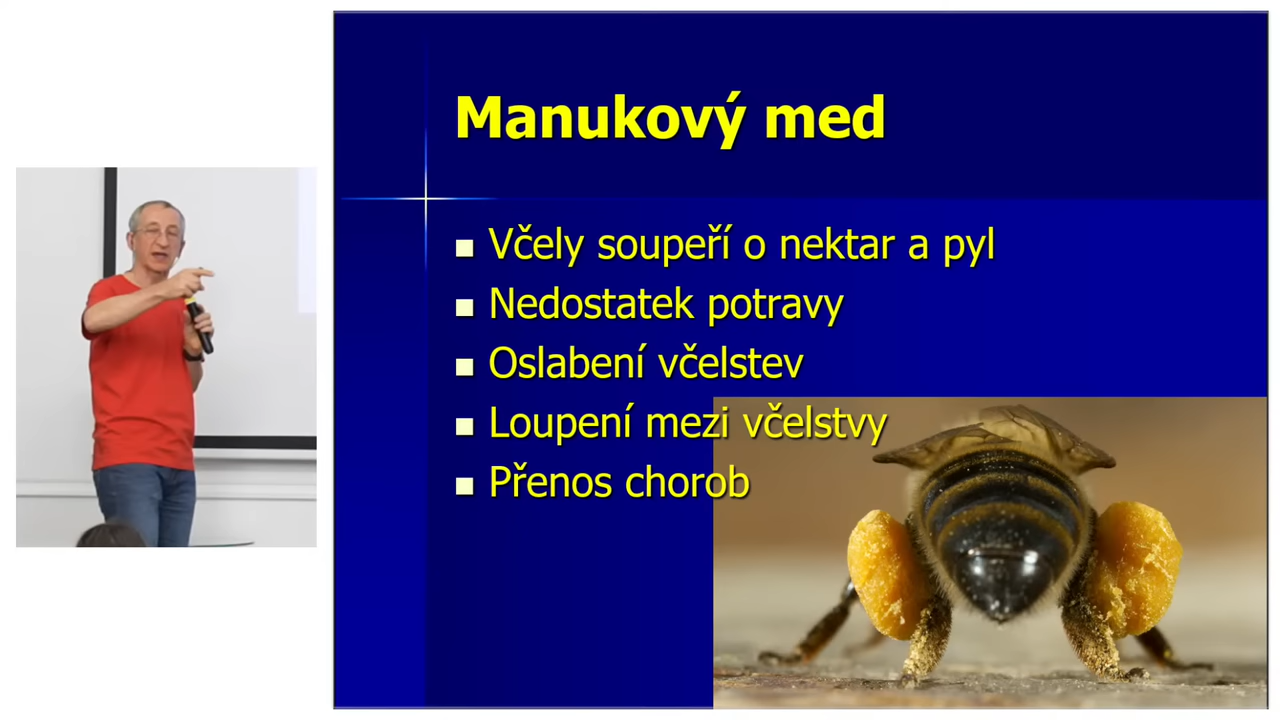 Manukový med
Včely soupeří o nektar a pyl
Nedostatek potravy
Oslabení včelstev
Loupení mezi včelstvy
Přenos chorob